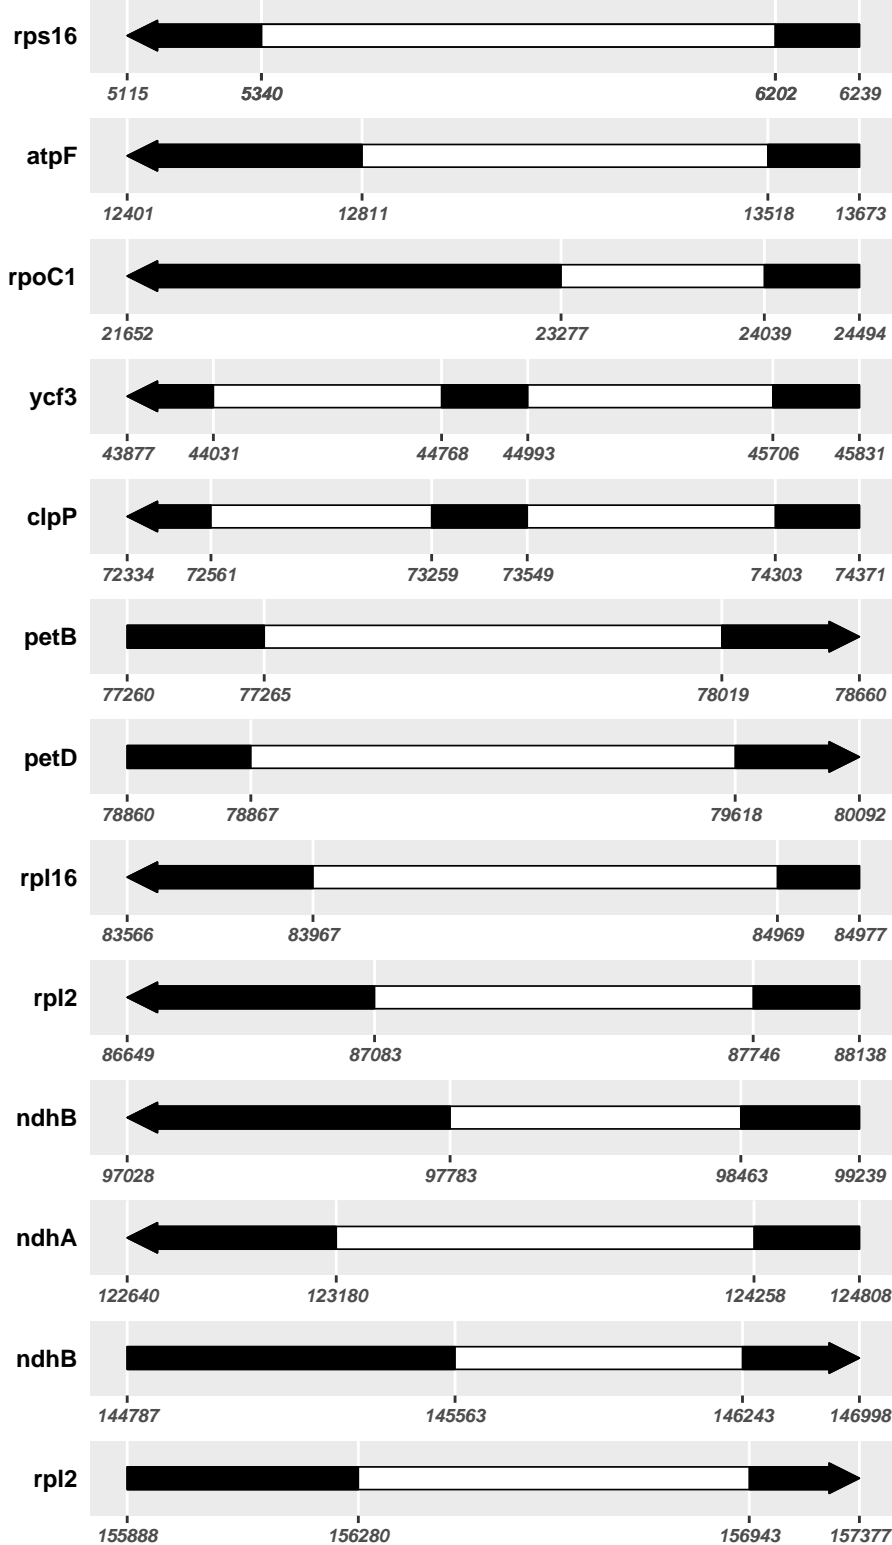 rps16
5115 5340 6202 6239
atpF
12401 12811 13518 13673
rpoC1
21652 23277 24039 24494
ycf3
43877 44031 44768 44993 45706 45831
clpP
72334 72561 73259 73549 74303 74371
petB
77260 77265 78019 78660
petD
78860 78867 79618 80092
rpl16
83566 83967 84969 84977
rpl2
86649 87083 87746 88138
ndhB
97028 97783 98463 99239
ndhA
122640 123180 124258 124808
ndhB
144787 145563 146243 146998
rpl2
155888 156280 156943 157377